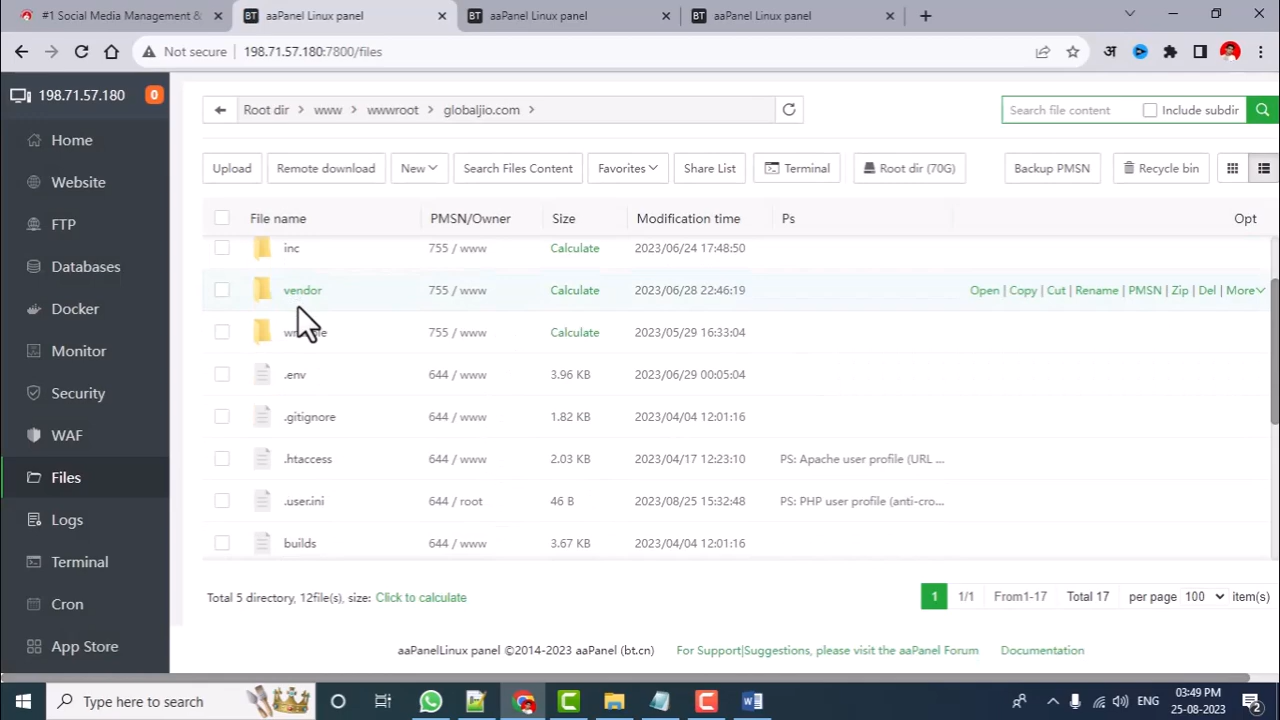 #1 Social Media Management &
aaPanel Linux panel
aaPanel Linux panel
aaPanel Linux panel
Not secure 198.71.57.180:7800/files
198.71.57.180 0
Home
Website
FTP
Databases
Docker
Monitor
Security
WAF
Files
Logs
Terminal
Cron
App Store
Root dir www wwwroot globaljio.com
Search file content Include subdir
Upload Remote download New Search Files Content Favorites Share List Terminal Root dir (70G) Backup PMSN Recycle bin
File name PMSN/Owner Size Modification time Ps Opt
inc 755 / www Calculate 2023/06/24 17:48:50
vendor 755 / www Calculate 2023/06/28 22:46:19 Open | Copy | Cut | Rename | PMSN | Zip | Del | More
755 / www Calculate 2023/05/29 16:33:04
.env 644 / www 3.96 KB 2023/06/29 00:05:04
.gitignore 644 / www 1.82 KB 2023/04/04 12:01:16
.htaccess 644 / www 2.03 KB 2023/04/17 12:23:10 PS: Apache user profile (URL ...
.user.ini 644 / root 46 B 2023/08/25 15:32:48 PS: PHP user profile (anti-cro...
builds 644 / www 3.67 KB 2023/04/04 12:01:16
Total 5 directory, 12file(s), size: Click to calculate 1 1/1 From1-17 Total 17 per page 100 item(s)
aaPanelLinux panel ©2014-2023 aaPanel (bt.cn) For Support|Suggestions, please visit the aaPanel Forum Documentation
Type here to search
ENG
03:49 PM
25-08-2023
2